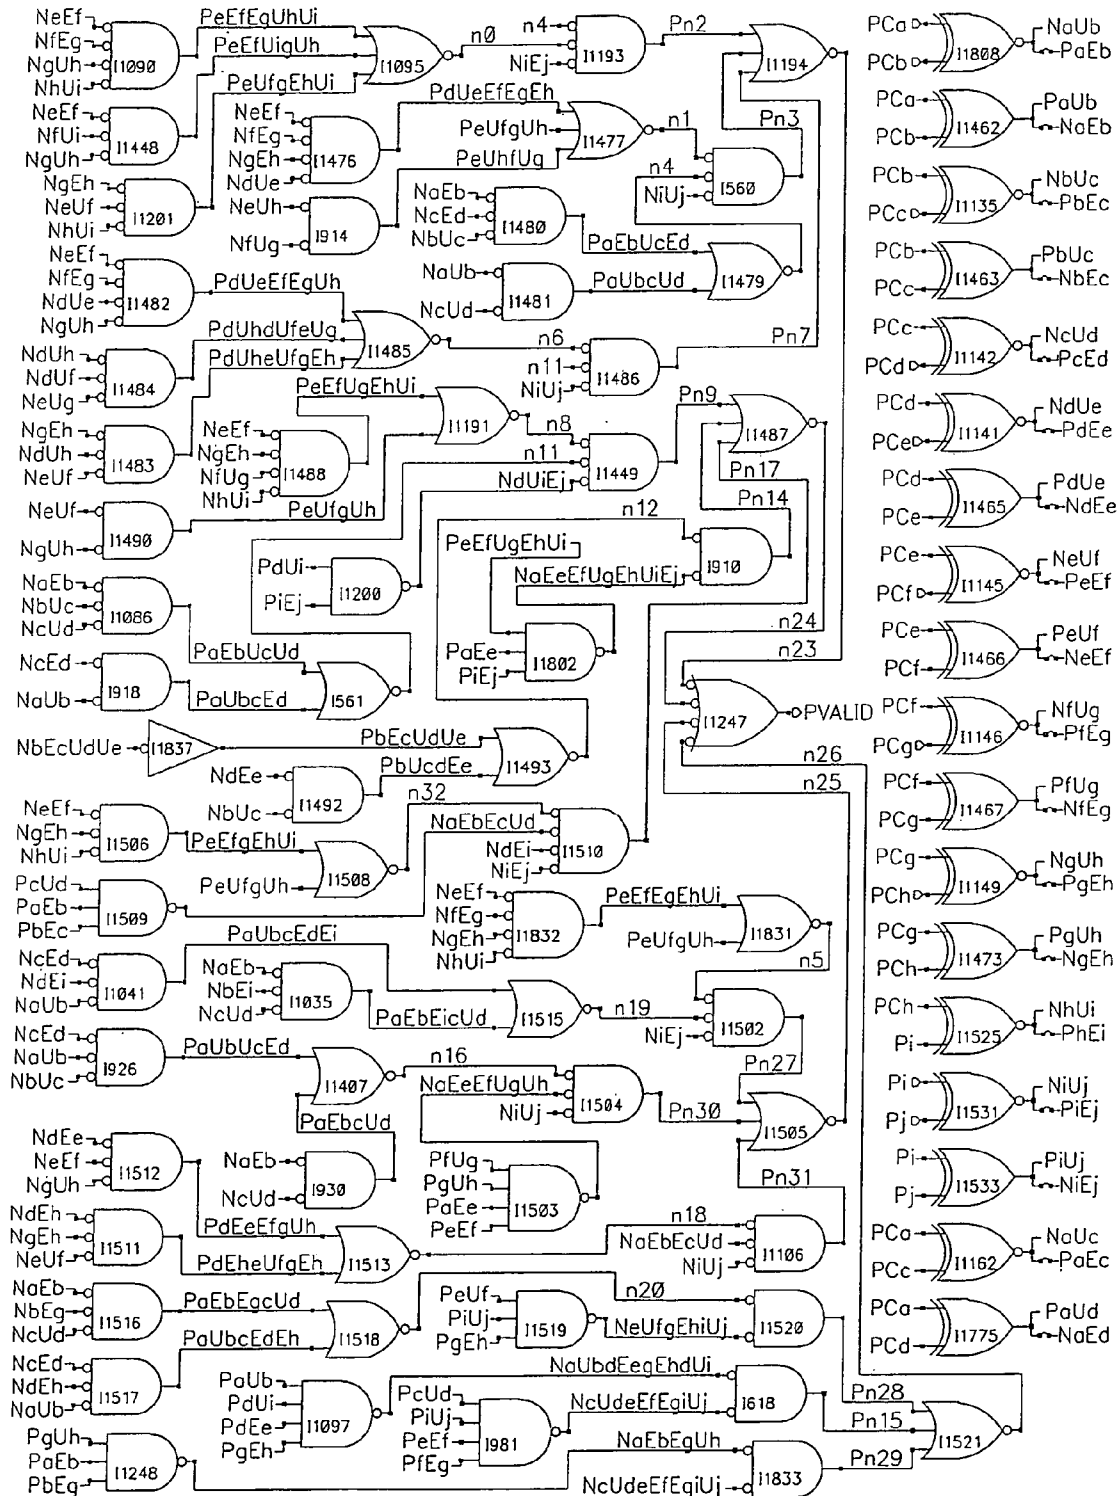 NeEf
NfEg
NgUh
NhUi
I1090
PeEfEgUhUi
PeEfUigUh
PeUfgEhUi
I1095
n0
n4
NiEj
I1193
Pn2
I1194
NeEf
NfUi
NgUh
I1448
NgEh
NeUf
NhUi
I1201
NeEf
NfEg
NgEh
NdUe
I1476
PdUeEfEgEh
PeUfgUh
PeUhfUg
I1477
n1
n4
NiUj
I560
Pn3
NeUh
NfUg
I914
NaEb
NcEd
NbUc
I1480
PaEbUcEd
NaUb
NcUd
I1481
PaUbcUd
I1479
NeEf
NfEg
NdUe
NgUh
I1482
PdUeEfEgUh
PdUhdUfeUg
PdUheUfgEh
I1485
n6
n11
NiUj
I1486
Pn7
NdUh
NdUf
NeUg
I1484
NgEh
NdUh
NeUf
I1483
PeEfUgEhUi
NeEf
NgEh
NfUg
NhUi
I1488
I1191
n8
n11
NdUiEj
I1449
Pn9
I1487
Pn17
Pn14
NeUf
NgUh
I1490
PeUfgUh
n12
PdUi
PiEj
I1200
PeEfUgEhUi
NaEeEfUgEhUiEj
I910
PaEe
PiEj
I1802
NaEb
NbUc
NcUd
I1086
PaEbUcUd
NcEd
NaUb
I918
PaUbcEd
I561
n24
n23
I1247
PVALID
n26
n25
NbEcUdUe
I1837
PbEcUdUe
NdEe
NbUc
I1492
PbUcdEe
I1493
n32
NeEf
NgEh
NhUi
I1506
PeEfgEhUi
PeUfgUh
I1508
NaEbEcUd
NdEi
NiEj
I1510
PcUd
PaEb
PbEc
I1509
NeEf
NfEg
NgEh
NhUi
I1832
PeEfEgEhUi
PeUfgUh
I1831
n5
NcEd
NdEi
NaUb
I1041
PaUbcEdEi
NaEb
NbEi
NcUd
I1035
PaEbEicUd
I1515
n19
NiEj
I1502
Pn27
NcEd
NaUb
NbUc
I926
PaUbUcEd
I1407
n16
NaEeEfUgUh
NiUj
I1504
Pn30
I1505
PaEbcUd
NaEb
NcUd
I930
PfUg
PgUh
PaEe
PeEf
I1503
Pn31
NdEe
NeEf
NgUh
I1512
PdEeEfgUh
NdEh
NgEh
NeUf
I1511
PdEheUfgEh
I1513
n18
NaEbEcUd
NiUj
I1106
NaEb
NbEg
NcUd
I1516
PaEbEgcUd
PaUbcEdEh
I1518
n20
PeUf
PiUj
PgEh
I1519
NeUfgEhiUj
I1520
NcEd
NdEh
NaUb
I1517
PaUb
PdUi
PdEe
PgEh
I1097
NaUbdEegEhdUi
PcUd
PiUj
PeEf
PfEg
I981
NcUdeEfEgiUj
I618
Pn28
Pn15
Pn29
I1521
PgUh
PaEb
PbEg
I1248
NaEbEgUh
NcUdeEfEgiUj
I1833
PCa
PCb
I1808
NaUb
PaEb
PCa
PCb
I1462
PaUb
NaEb
PCb
PCc
I1135
NbUc
PbEc
PCb
PCc
I1463
PbUc
NbEc
PCc
PCd
I1142
NcUd
PcEd
PCd
PCe
I1141
NdUe
PdEe
PCd
PCe
I1465
PdUe
NdEe
PCe
PCf
I1145
NeUf
PeEf
PCe
PCf
I1466
PeUf
NeEf
PCf
PCg
I1146
NfUg
PfEg
PCf
PCg
I1467
PfUg
NfEg
PCg
PCh
I1149
NgUh
PgEh
PCg
PCh
I1473
PgUh
NgEh
PCh
Pi
I1525
NhUi
PhEi
Pi
Pj
I1531
NiUj
PiEj
Pi
Pj
I1533
PiUj
NiEj
PCa
PCc
I1162
NaUc
PaEc
PCa
PCd
I1775
PaUd
NaEd